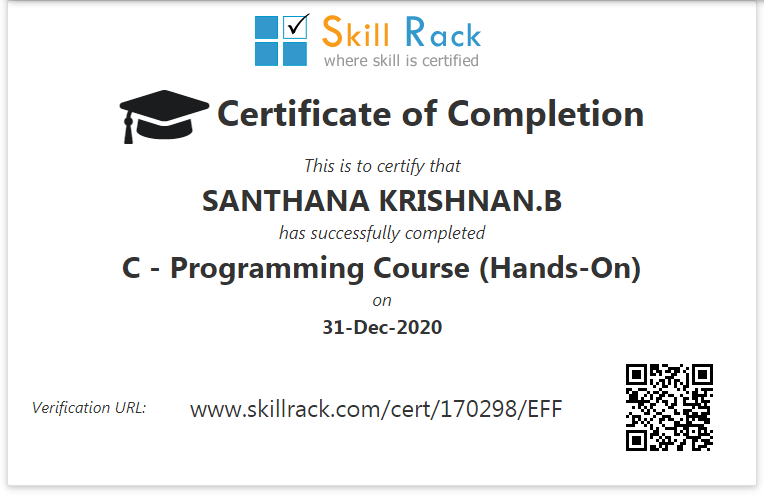 Skill Rack
where skill is certified
Certificate of Completion
This is to certify that
SANTHANA KRISHNAN.B
has successfully completed
C - Programming Course (Hands-On)
on
31-Dec-2020
Verification URL: www.skillrack.com/cert/170298/EFF